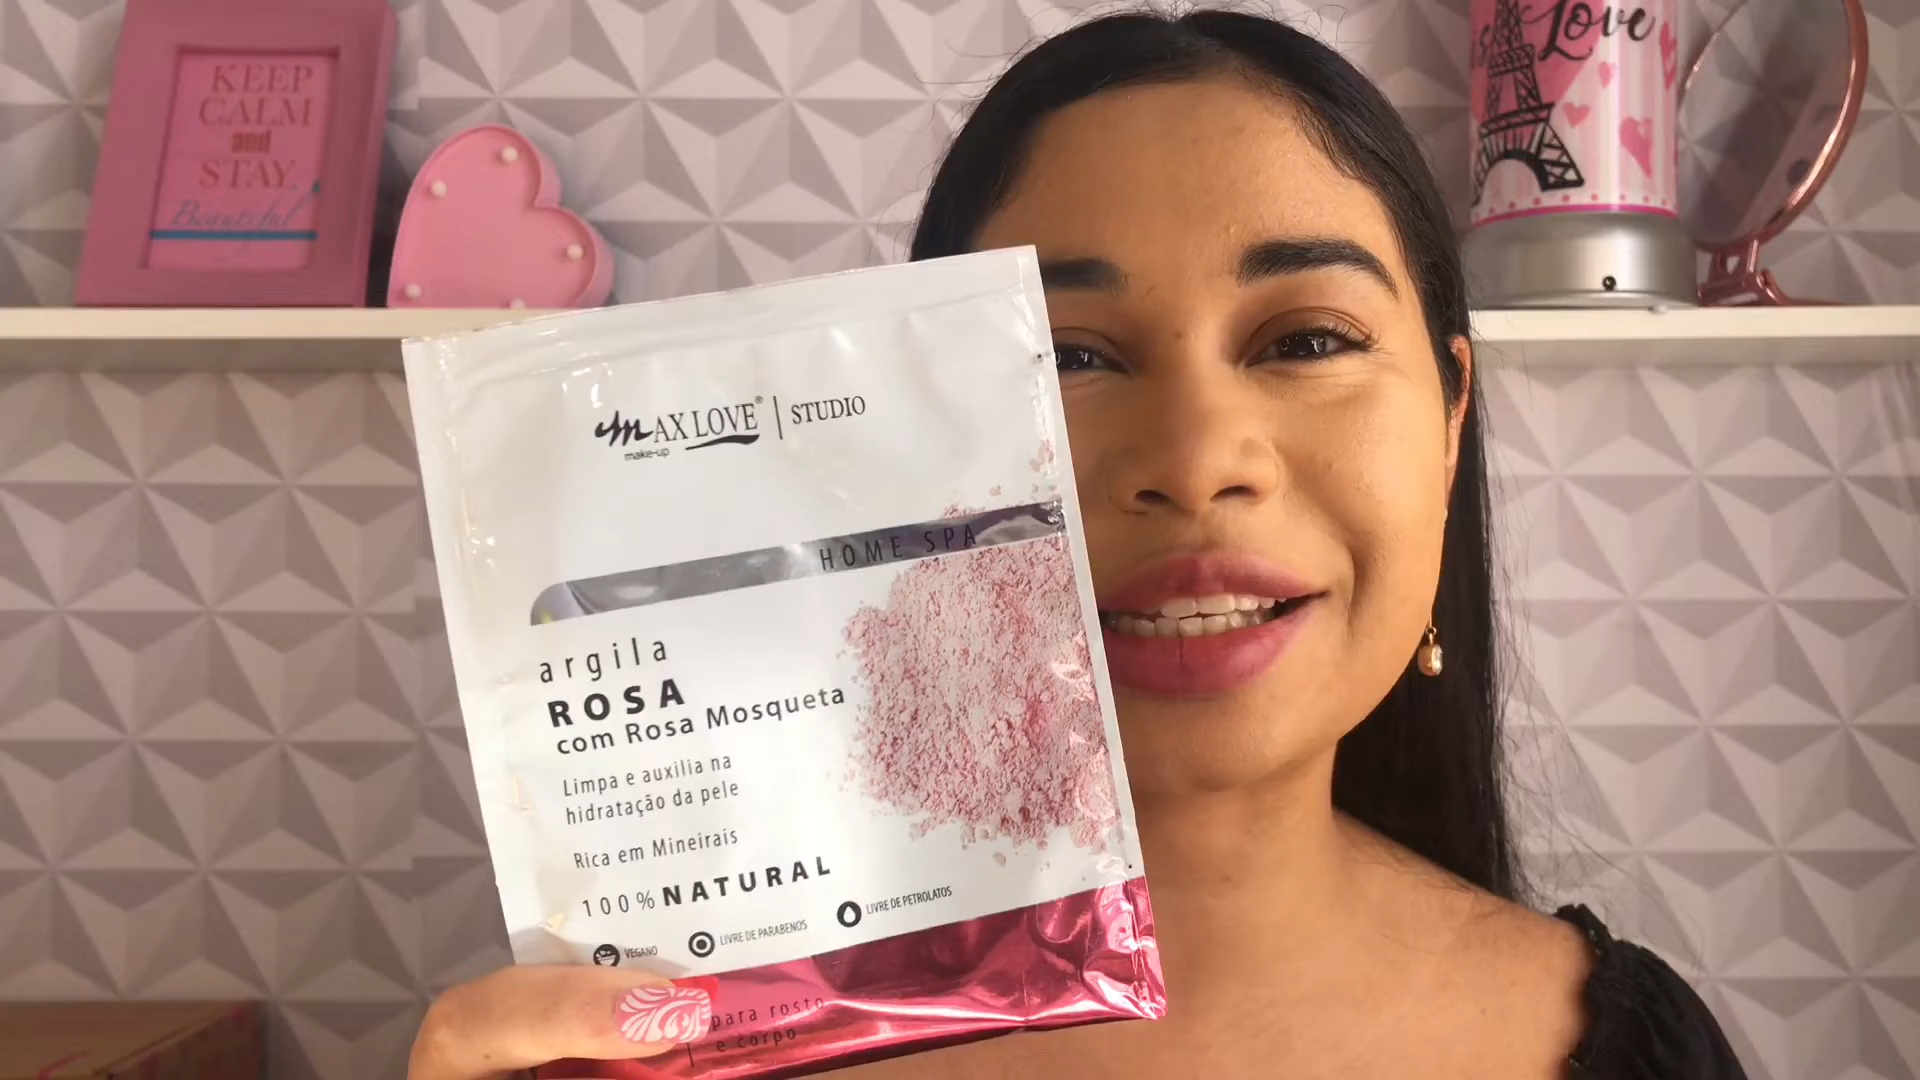 KEEP
CALM
and
STAY
Beautiful
is Love
MAX LOVE® | STUDIO
make-up
HOME SPA
argila
ROSA
com Rosa Mosqueta
Limpa e auxilia na
hidratação da pele
Rica em Mineirais
100% NATURAL
VEGANO
LIVRE DE PARABENOS
LIVRE DE PETROLATOS
para rosto
e corpo